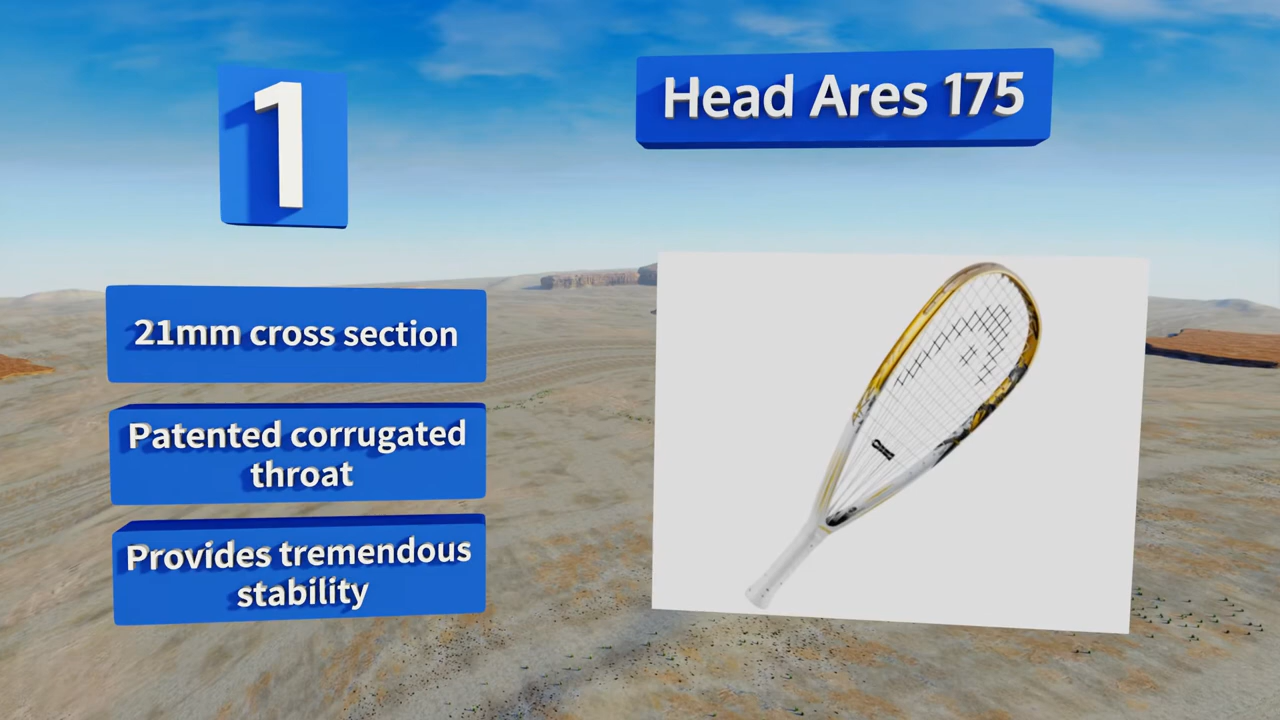 1
Head Ares 175
21mm cross section
Patented corrugated
throat
Provides tremendous
stability